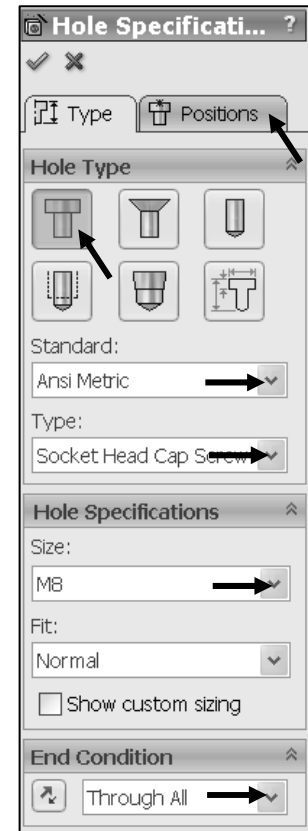 Hole Specificati... ?
Type Positions
Hole Type
Standard:
Ansi Metric
Type:
Socket Head Cap Screw
Hole Specifications
Size:
M8
Fit:
Normal
Show custom sizing
End Condition
Through All